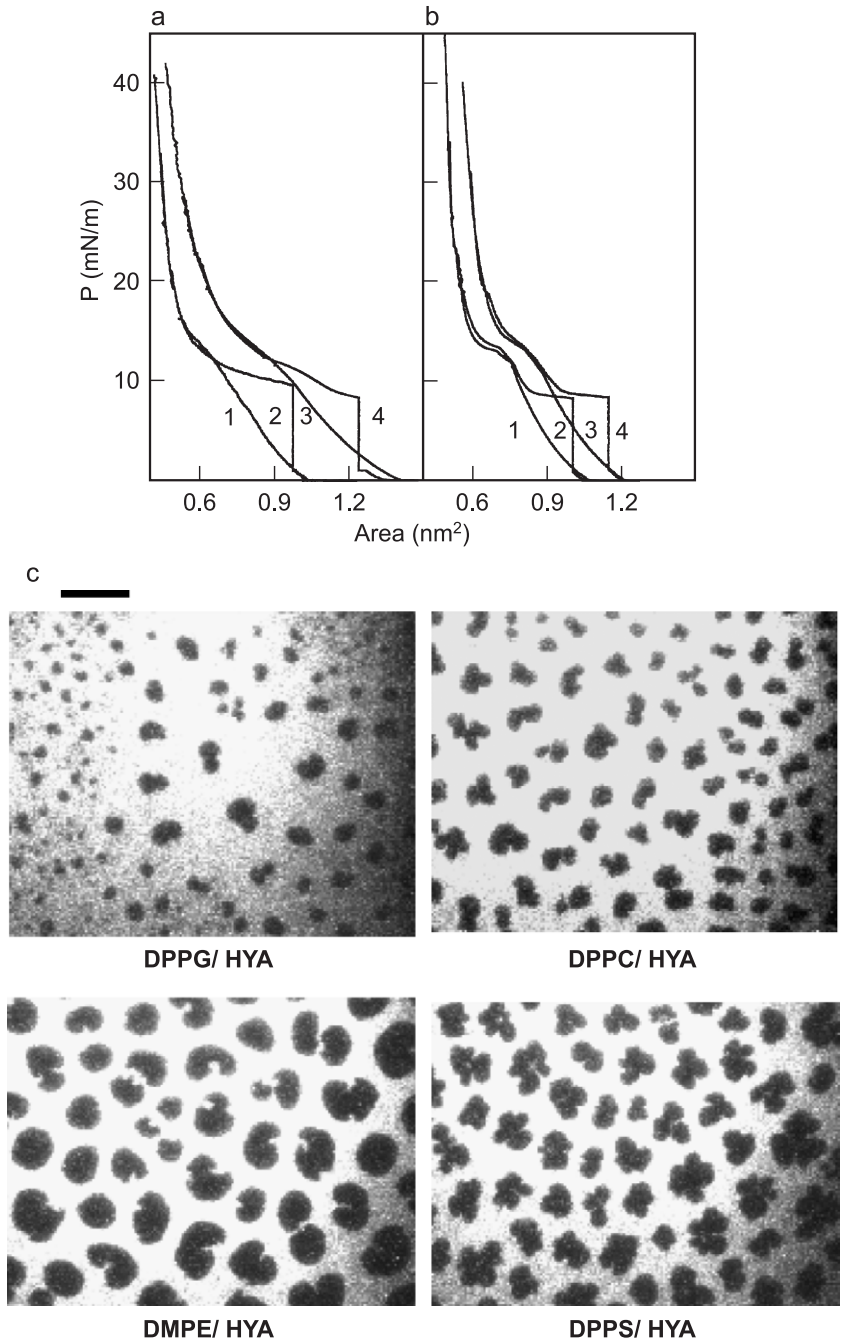 a b
40
30
20
10
P (mN/m)
1 2 3 4
1 2 3 4
0.6 0.9 1.2 0.6 0.9 1.2
Area (nm²)
c
DPPG/ HYA DPPC/ HYA
DMPE/ HYA DPPS/ HYA